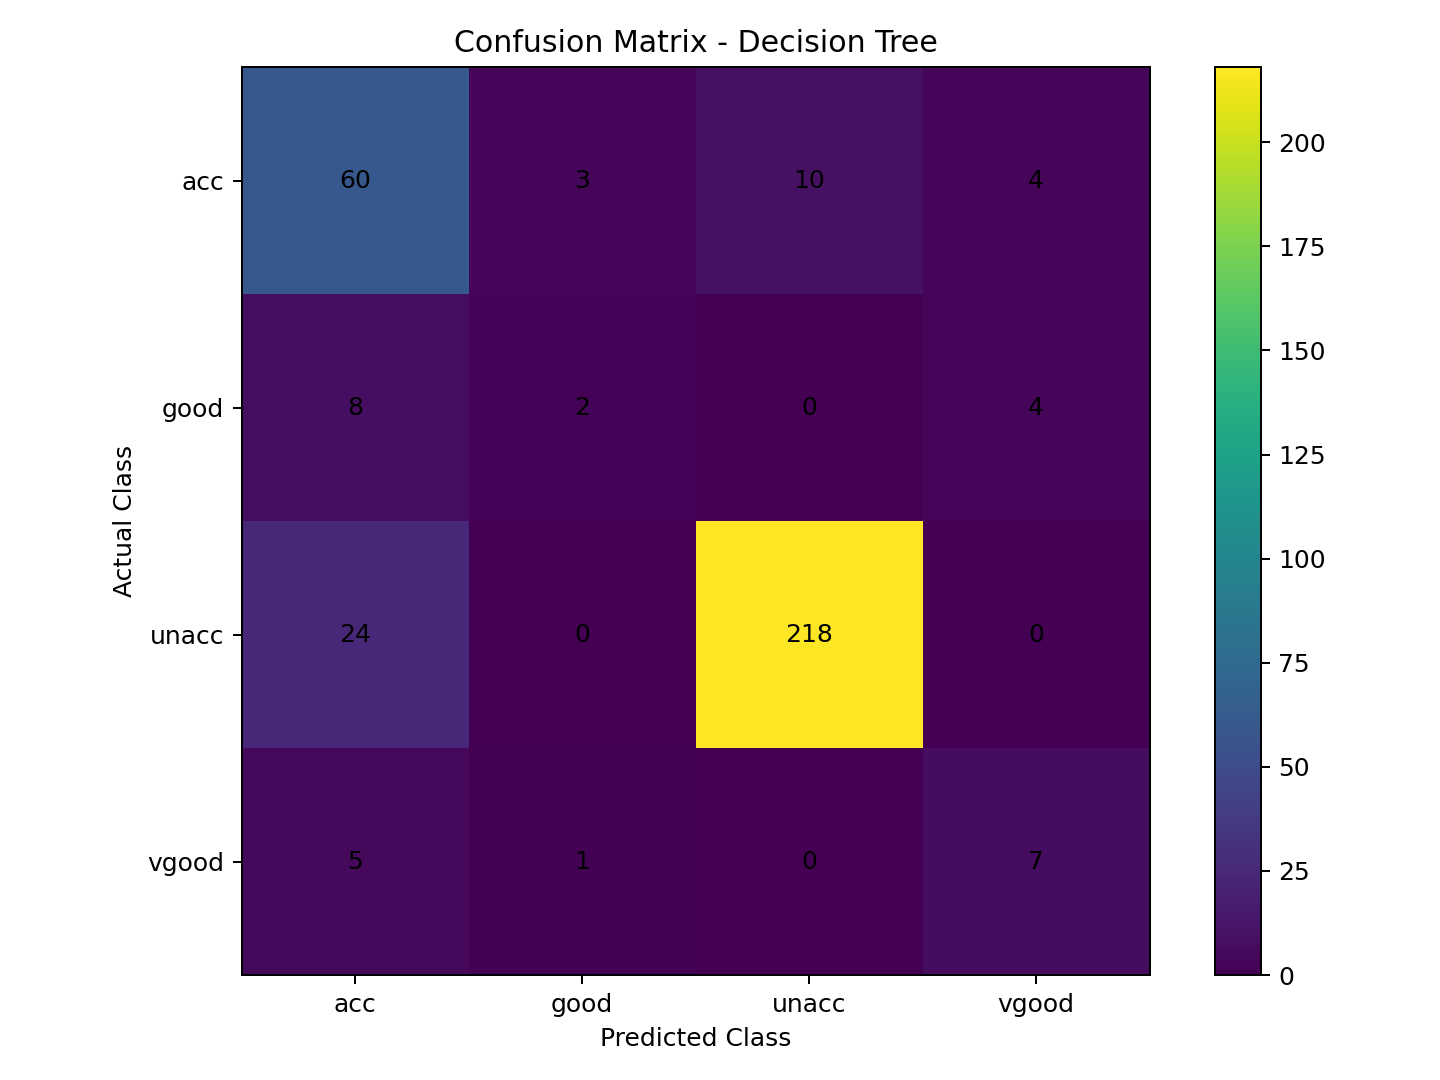 Confusion Matrix - Decision Tree
acc 60 3 10 4
good 8 2 0 4
unacc 24 0 218 0
vgood 5 1 0 7
acc good unacc vgood
Predicted Class
Actual Class
200
175
150
125
100
75
50
25
0